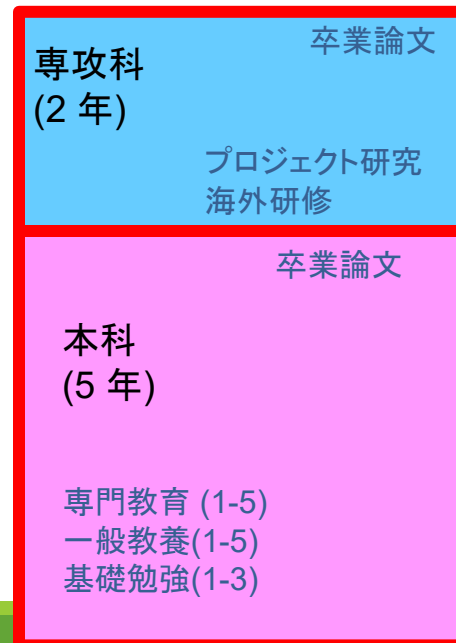 卒業論文
専攻科
(2 年)
プロジェクト研究
海外研修
卒業論文
本科
(5 年)
専門教育 (1-5)
一般教養(1-5)
基礎勉強(1-3)